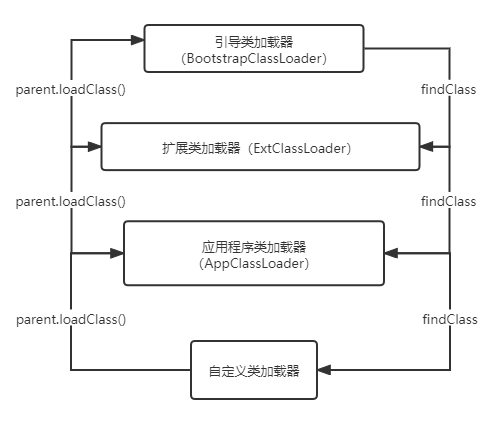 引导类加载器
（BootstrapClassLoader）
parent.loadClass()
findClass
扩展类加载器（ExtClassLoader）
parent.loadClass()
findClass
应用程序类加载器
（AppClassLoader）
parent.loadClass()
findClass
自定义类加载器